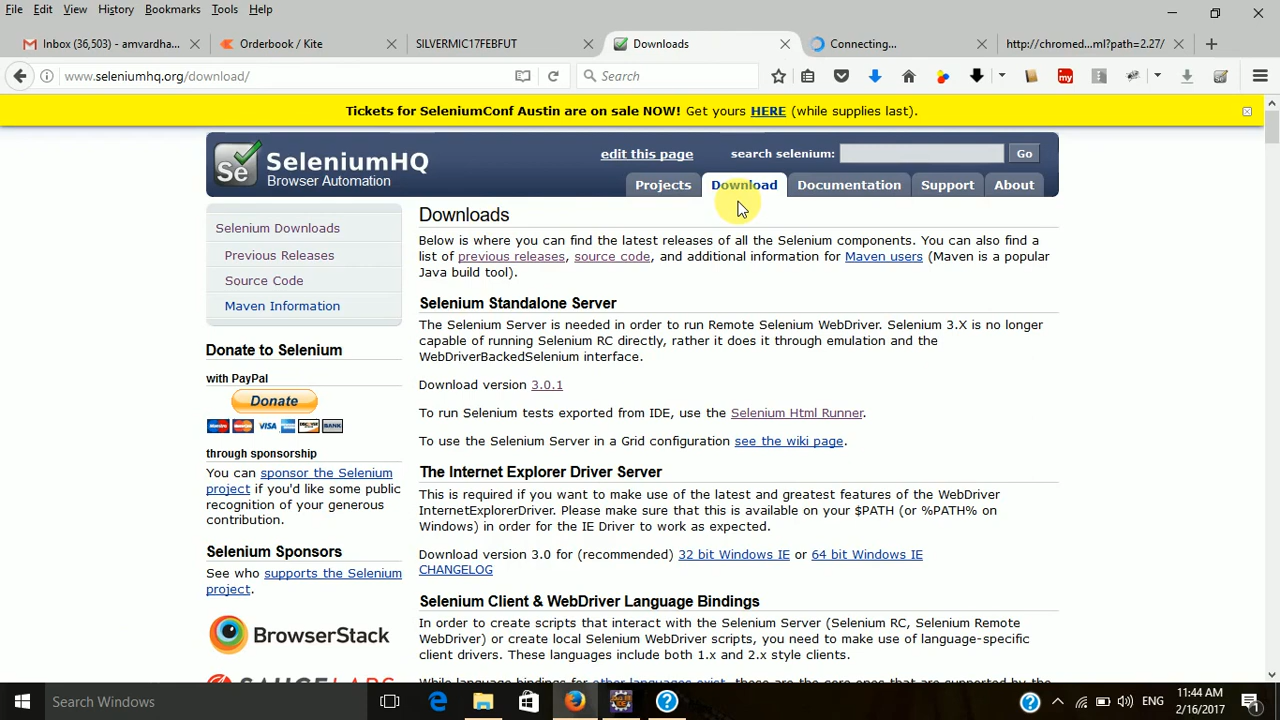 File Edit View History Bookmarks Tools Help
Inbox (36,503) - amvardha... Orderbook / Kite SILVERMIC17FEBFUT Downloads Connecting... http://chromed...ml?path=2.27/
www.seleniumhq.org/download/ Search
Tickets for SeleniumConf Austin are on sale NOW! Get yours HERE (while supplies last).
edit this page search selenium: Go
Se SeleniumHQ
Browser Automation
Projects Download Documentation Support About
Selenium Downloads
Previous Releases
Source Code
Maven Information
Donate to Selenium
with PayPal
Donate
VISA
BANK
through sponsorship
You can sponsor the Selenium
project if you'd like some public
recognition of your generous
contribution.
Selenium Sponsors
See who supports the Selenium
project.
BrowserStack
SAUCELABS
Downloads
Below is where you can find the latest releases of all the Selenium components. You can also find a
list of previous releases, source code, and additional information for Maven users (Maven is a popular
Java build tool).
Selenium Standalone Server
The Selenium Server is needed in order to run Remote Selenium WebDriver. Selenium 3.X is no longer
capable of running Selenium RC directly, rather it does it through emulation and the
WebDriverBackedSelenium interface.
Download version 3.0.1
To run Selenium tests exported from IDE, use the Selenium Html Runner.
To use the Selenium Server in a Grid configuration see the wiki page.
The Internet Explorer Driver Server
This is required if you want to make use of the latest and greatest features of the WebDriver
InternetExplorerDriver. Please make sure that this is available on your $PATH (or %PATH% on
Windows) in order for the IE Driver to work as expected.
Download version 3.0 for (recommended) 32 bit Windows IE or 64 bit Windows IE
CHANGELOG
Selenium Client & WebDriver Language Bindings
In order to create scripts that interact with the Selenium Server (Selenium RC, Selenium Remote
WebDriver) or create local Selenium WebDriver scripts, you need to make use of language-specific
client drivers. These languages include both 1.x and 2.x style clients.
While language bindings for other languages exist, these are the core ones that are supported by the
Search Windows
ENG
11:44 AM
2/16/2017